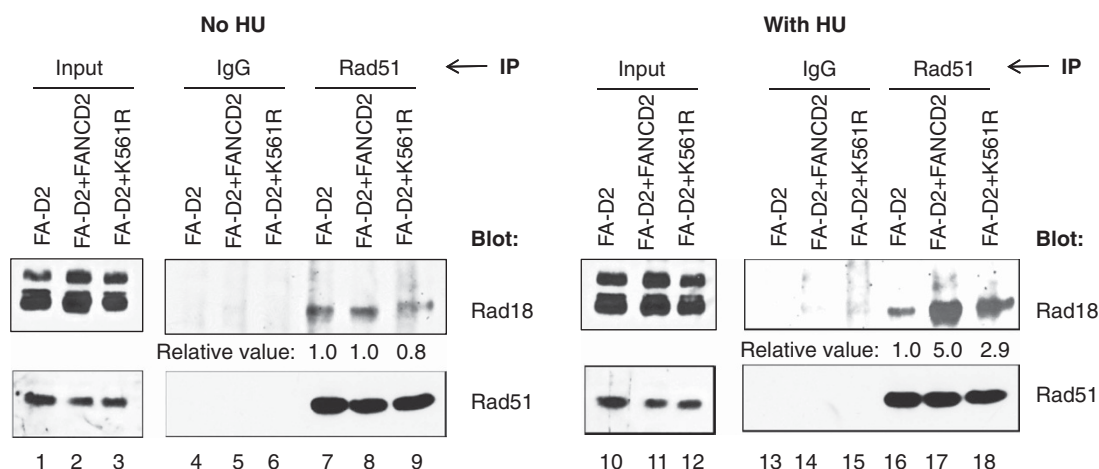 No HU
With HU
Input IgG Rad51 ← IP
Input IgG Rad51 ← IP
FA-D2 FA-D2+FANCD2 FA-D2+K561R FA-D2 FA-D2+FANCD2 FA-D2+K561R FA-D2 FA-D2+FANCD2 FA-D2+K561R
FA-D2 FA-D2+FANCD2 FA-D2+K561R FA-D2 FA-D2+FANCD2 FA-D2+K561R FA-D2 FA-D2+FANCD2 FA-D2+K561R
Blot:
Blot:
Rad18
Rad18
Relative value: 1.0 1.0 0.8
Relative value: 1.0 5.0 2.9
Rad51
Rad51
1 2 3 4 5 6 7 8 9
10 11 12 13 14 15 16 17 18